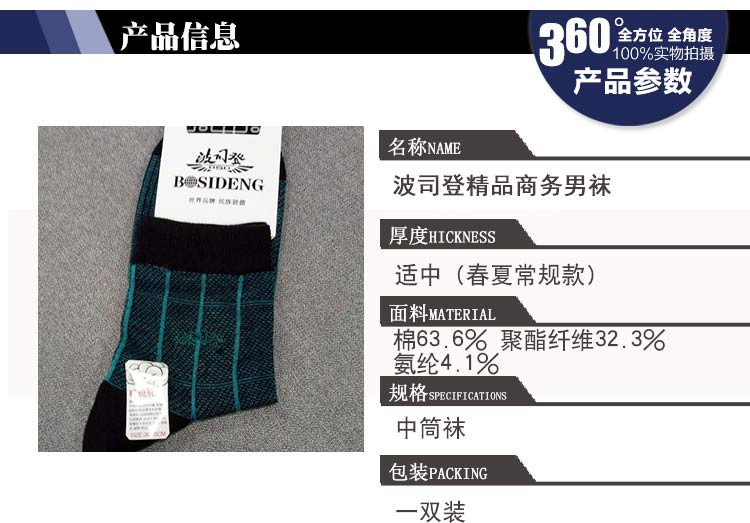 产品信息
360°
全方位 全角度
100%实物拍摄
产品参数
波司登
BOSIDENG
世界品牌 民族骄傲
名称NAME
波司登精品商务男袜
厚度HICKNESS
适中（春夏常规款）
面料MATERIAL
棉63.6% 聚酯纤维32.3%
氨纶4.1%
规格SPECIFICATIONS
中筒袜
包装PACKING
一双装